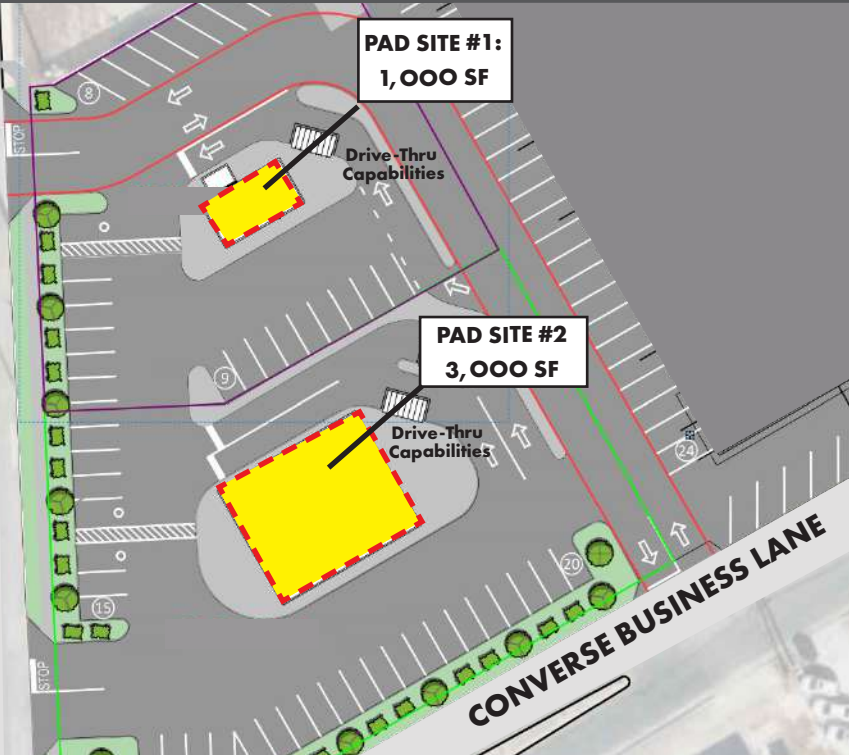 PAD SITE #1:
1,000 SF
8
STOP
Drive-Thru
Capabilities
PAD SITE #2
3,000 SF
9
Drive-Thru
Capabilities
24
20
15
STOP
CONVERSE BUSINESS LANE